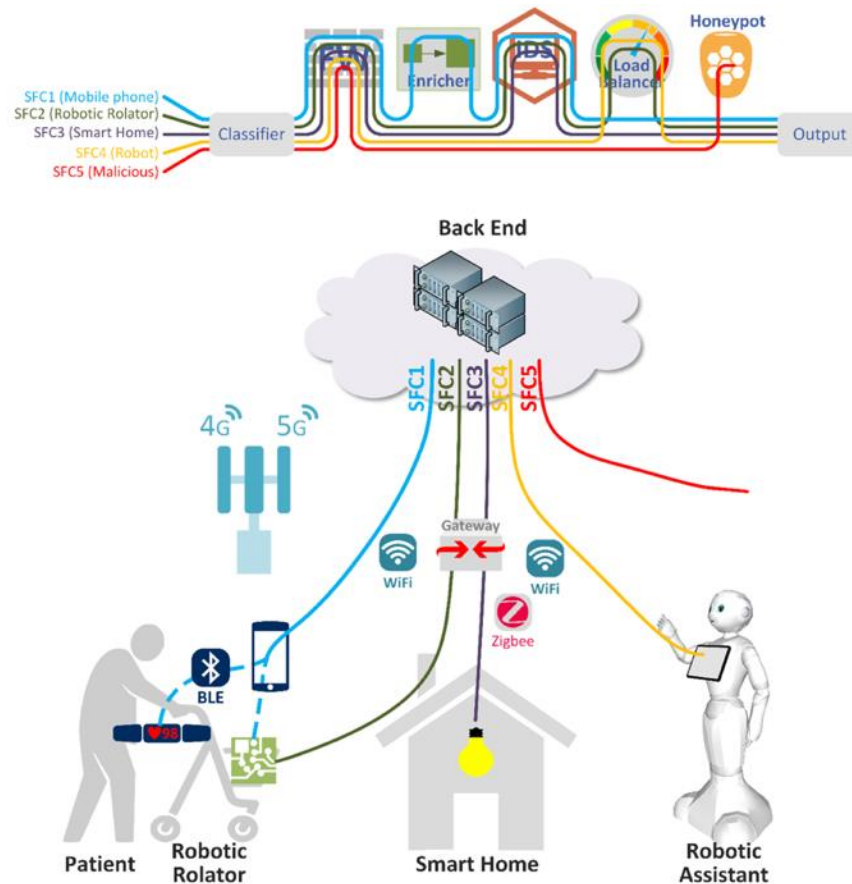 Honeypot
FW
IDS
Enricher
Load
Balancer
SFC1 (Mobile phone)
SFC2 (Robotic Rolator)
SFC3 (Smart Home)
SFC4 (Robot)
SFC5 (Malicious)
Classifier
Output
Back End
SFC1
SFC2
SFC3
SFC4
SFC5
4G
5G
Gateway
WiFi
WiFi
Zigbee
BLE
98
Patient
Robotic
Rolator
Smart Home
Robotic
Assistant